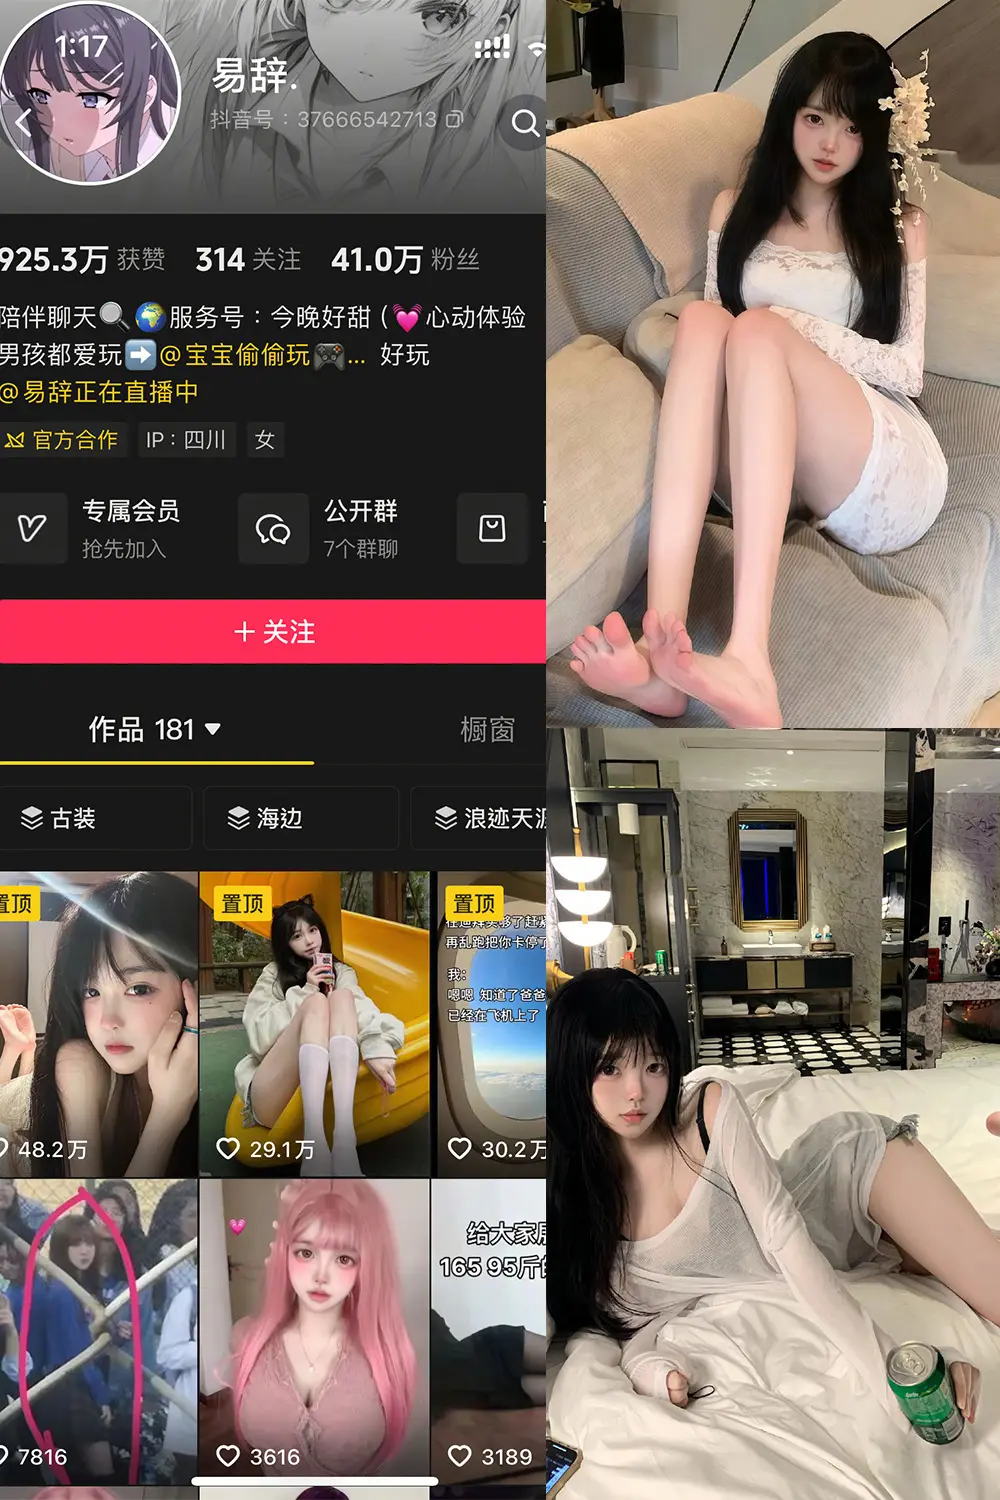 1:17
易辞.
抖音号：37666542713
925.3万 获赞 314 关注 41.0万 粉丝
陪伴聊天🔍🌍服务号：今晚好甜（💓心动体验
男孩都爱玩➡️@宝宝偷偷玩🎮... 好玩
@易辞正在直播中
官方合作 IP：四川 女
专属会员 公开群
抢先加入 7个群聊
+ 关注
作品 181 橱窗
古装 海边 浪迹天涯
置顶 置顶 置顶
再乱跑把你卡停了
我：
嗯嗯 知道了爸爸
已经在飞机上了
48.2万 29.1万 30.2万
给大家
165 95斤
7816 3616 3189